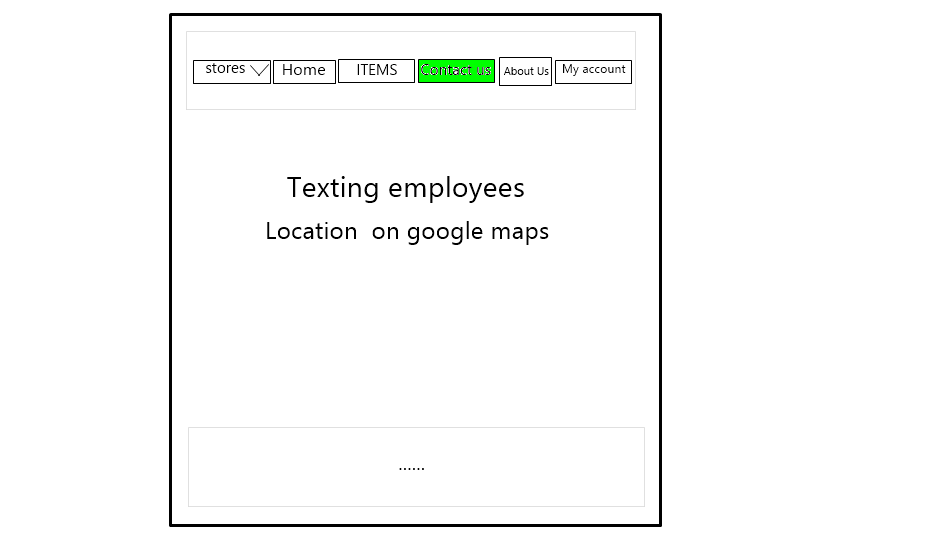 stores Home ITEMS Contact us About Us My account
Texting employees
Location on google maps
......